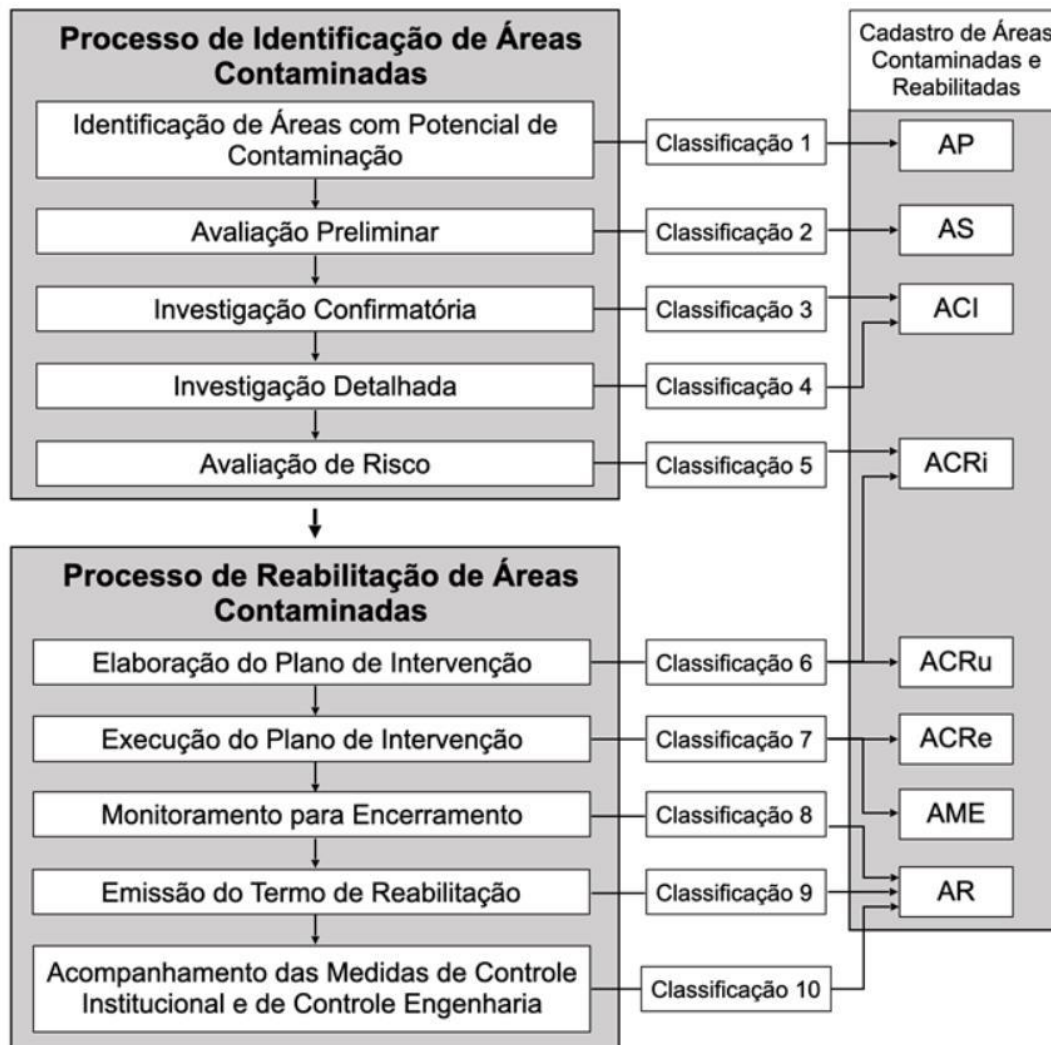 Processo de Identificação de Áreas
Contaminadas
Identificação de Áreas com Potencial de
Contaminação
Avaliação Preliminar
Investigação Confirmatória
Investigação Detalhada
Avaliação de Risco
Processo de Reabilitação de Áreas
Contaminadas
Elaboração do Plano de Intervenção
Execução do Plano de Intervenção
Monitoramento para Encerramento
Emissão do Termo de Reabilitação
Acompanhamento das Medidas de Controle
Institucional e de Controle Engenharia
Classificação 1
Classificação 2
Classificação 3
Classificação 4
Classificação 5
Classificação 6
Classificação 7
Classificação 8
Classificação 9
Classificação 10
Cadastro de Áreas
Contaminadas e
Reabilitadas
AP
AS
ACI
ACRi
ACRu
ACRe
AME
AR